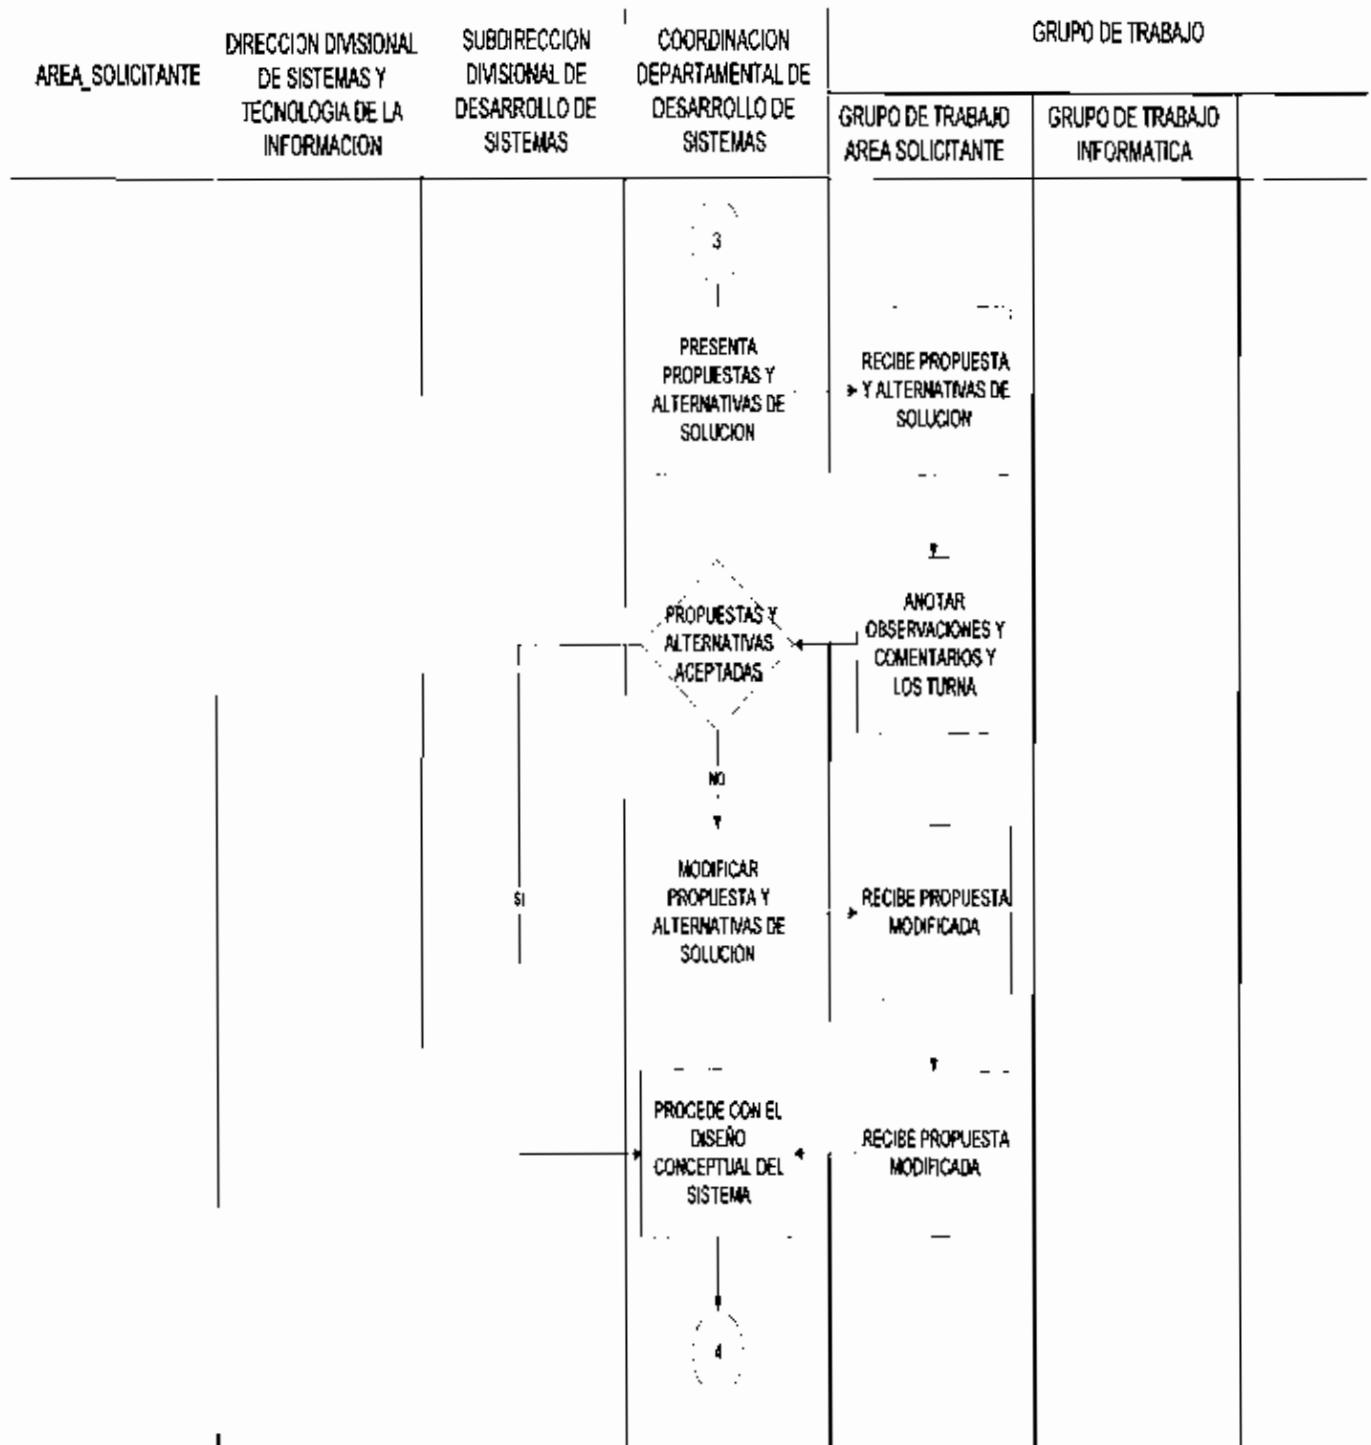 AREA_SOLICITANTE
DIRECCION DIVISIONAL
DE SISTEMAS Y
TECNOLOGIA DE LA
INFORMACION
SUBDIRECCION
DIVISIONAL DE
DESARROLLO DE
SISTEMAS
COORDINACION
DEPARTAMENTAL DE
DESARROLLO DE
SISTEMAS
GRUPO DE TRABAJO
GRUPO DE TRABAJO
AREA SOLICITANTE
GRUPO DE TRABAJO
INFORMATICA
3
PRESENTA
PROPUESTAS Y
ALTERNATIVAS DE
SOLUCION
RECIBE PROPUESTA
Y ALTERNATIVAS DE
SOLUCION
PROPUESTAS Y
ALTERNATIVAS
ACEPTADAS
ANOTAR
OBSERVACIONES Y
COMENTARIOS Y
LOS TURNA
NO
SI
MODIFICAR
PROPUESTA Y
ALTERNATIVAS DE
SOLUCION
RECIBE PROPUESTA
MODIFICADA
PROCEDE CON EL
DISEÑO
CONCEPTUAL DEL
SISTEMA
RECIBE PROPUESTA
MODIFICADA
4